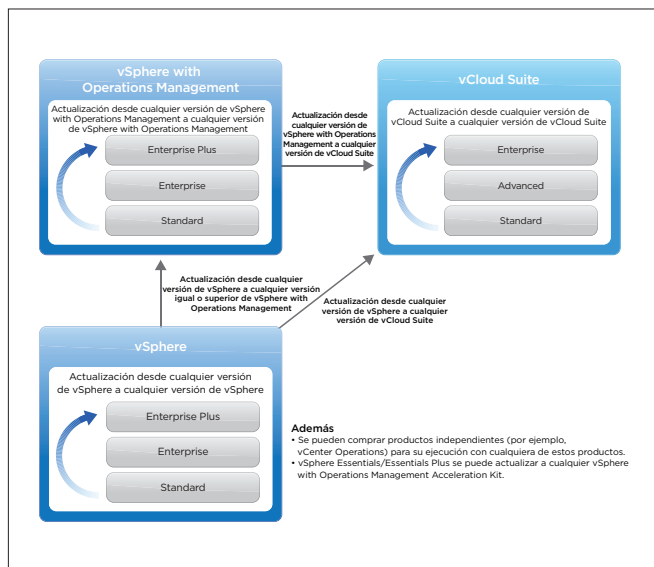 vSphere with
Operations Management
Actualización desde cualquier versión de vSphere
with Operations Management a cualquier versión
de vSphere with Operations Management
Enterprise Plus
Enterprise
Standard
Actualización desde
cualquier versión de
vSphere with Operations
Management a cualquier
versión de vCloud Suite
vCloud Suite
Actualización desde cualquier versión de
vCloud Suite a cualquier versión de vCloud Suite
Enterprise
Advanced
Standard
Actualización desde cualquier
versión de vSphere a cualquier versión
igual o superior de vSphere with
Operations Management
Actualización desde cualquier
versión de vSphere a cualquier
versión de vCloud Suite
vSphere
Actualización desde cualquier versión
de vSphere a cualquier versión de vSphere
Enterprise Plus
Enterprise
Standard
Además
• Se pueden comprar productos independientes (por ejemplo,
vCenter Operations) para su ejecución con cualquiera de estos productos.
• vSphere Essentials/Essentials Plus se puede actualizar a cualquier vSphere
with Operations Management Acceleration Kit.